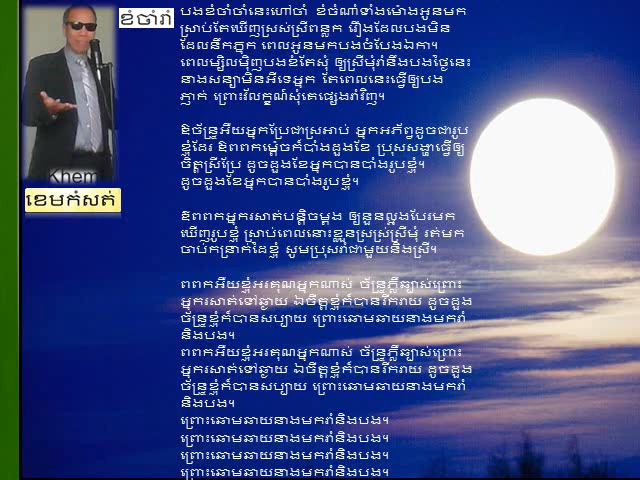 ខំចាំរាំ
បងខំចាំចាំនេះហៅចាំ ខំចំណាំទាំងម៉ោងអូនមក
ស្រាប់តែឃើញស្រស់ស្រីពន្លក រឿងដែលបងមិន
ដែលនឹកភ្នក ពេលអូនមកបងចំបែងឯកា។
ពេលម្យិលមិញបងខំតែសុំ ឲ្យស្រីមុំរាំនឹងបងថ្ងៃនេះ
នាងសន្យាមិនអីទេអ្នក តែពេលនេះធ្វើឲ្យបង
ភ្ញាក់ ព្រោះវៃលក្ខណ៍សុំគេផ្សេងរាំវិញ។
ឱច័ន្ទ្រអើយអ្នកប្រែជាស្រអាប់ អ្នកអភ័ព្វដូចជារូប
ខ្ញុំដែរ ឱពពកម្ដេចក៏បាំងដួងខែ ប្រុសសង្ហាធ្វើឲ្យ
ចិត្តស្រីប្រែ ដូចដួងខែអ្នកបានបាំងរូបខ្ញុំ។
ដូចដួងខែអ្នកបានបាំងរូបខ្ញុំ។
Khem
ខេមកំសត់
ឳពពកអ្នករសាត់បន្តិចម្ដង ឲ្យនួនល្អងបែរមក
ឃើញរូបខ្ញុំ ស្រាប់ពេលនោះខ្លួនស្រស់ស្រីមុំ រត់មក
ចាប់កន្រ្ដាក់ដៃខ្ញុំ សូមប្រុសរាំជាមួយនឹងស្រី។
ពពកអើយខ្ញុំអរគុណអ្នកណាស់ ច័ន្ទ្រភ្លឺច្បាស់ព្រោះ
អ្នករសាត់ទៅឆ្ងាយ ឯចិត្តខ្ញុំក៏បានរីករាយ ដូចដួង
ច័ន្ទ្រខ្ញុំក៏បានសប្បាយ ព្រោះឆោមឆាយនាងមករាំ
និងបង។
ពពកអើយខ្ញុំអរគុណអ្នកណាស់ ច័ន្ទ្រភ្លឺច្បាស់ព្រោះ
អ្នករសាត់ទៅឆ្ងាយ ឯចិត្តខ្ញុំក៏បានរីករាយ ដូចដួង
ច័ន្ទ្រខ្ញុំក៏បានសប្បាយ ព្រោះឆោមឆាយនាងមករាំ
និងបង។
ព្រោះឆោមឆាយនាងមករាំនិងបង។
ព្រោះឆោមឆាយនាងមករាំនិងបង។
ព្រោះឆោមឆាយនាងមករាំនិងបង។
ព្រោះឆោមឆាយនាងមករាំនិងបង។